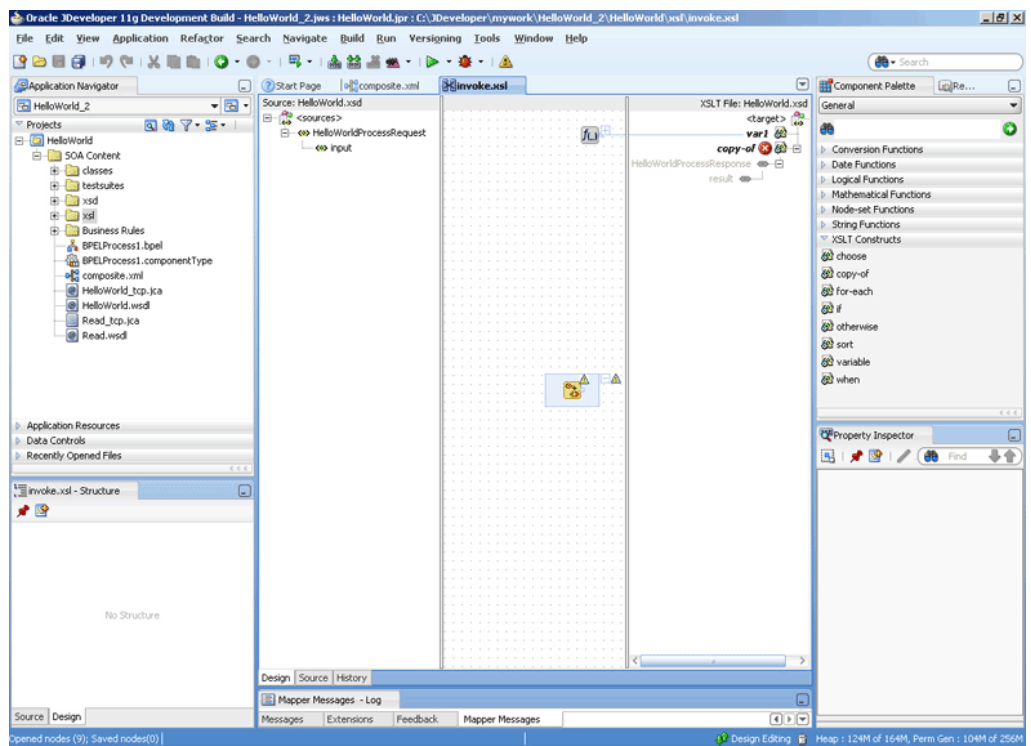 Oracle JDeveloper 11g Development Build - HelloWorld_2.jws : HelloWorld.jpr : C:\JDeveloper\mywork\HelloWorld_2\HelloWorld\xsl\invoke.xsl
File Edit View Application Refactor Search Navigate Build Run Versioning Tools Window Help
Search
Application Navigator
HelloWorld_2
Projects
HelloWorld
SOA Content
classes
testsuites
xsd
xsl
Business Rules
BPELProcess1.bpel
BPELProcess1.componentType
composite.xml
HelloWorld_tcp.jca
HelloWorld.wsdl
Read_tcp.jca
Read.wsdl
Application Resources
Data Controls
Recently Opened Files
invoke.xsl - Structure
No Structure
Source Design
Start Page composite.xml invoke.xsl
Source: HelloWorld.xsd
<sources>
HelloWorldProcessRequest
input
XSLT File: HelloWorld.xsd
<target>
var1
copy-of
HelloWorldProcessResponse
result
Design Source History
Mapper Messages - Log
Messages Extensions Feedback Mapper Messages
Component Palette Re...
General
Conversion Functions
Date Functions
Logical Functions
Mathematical Functions
Node-set Functions
String Functions
XSLT Constructs
choose
copy-of
for-each
if
otherwise
sort
variable
when
Property Inspector
Find
Opened nodes (9); Saved nodes(0)
Design Editing
Heap : 124M of 164M, Perm Gen : 104M of 256M